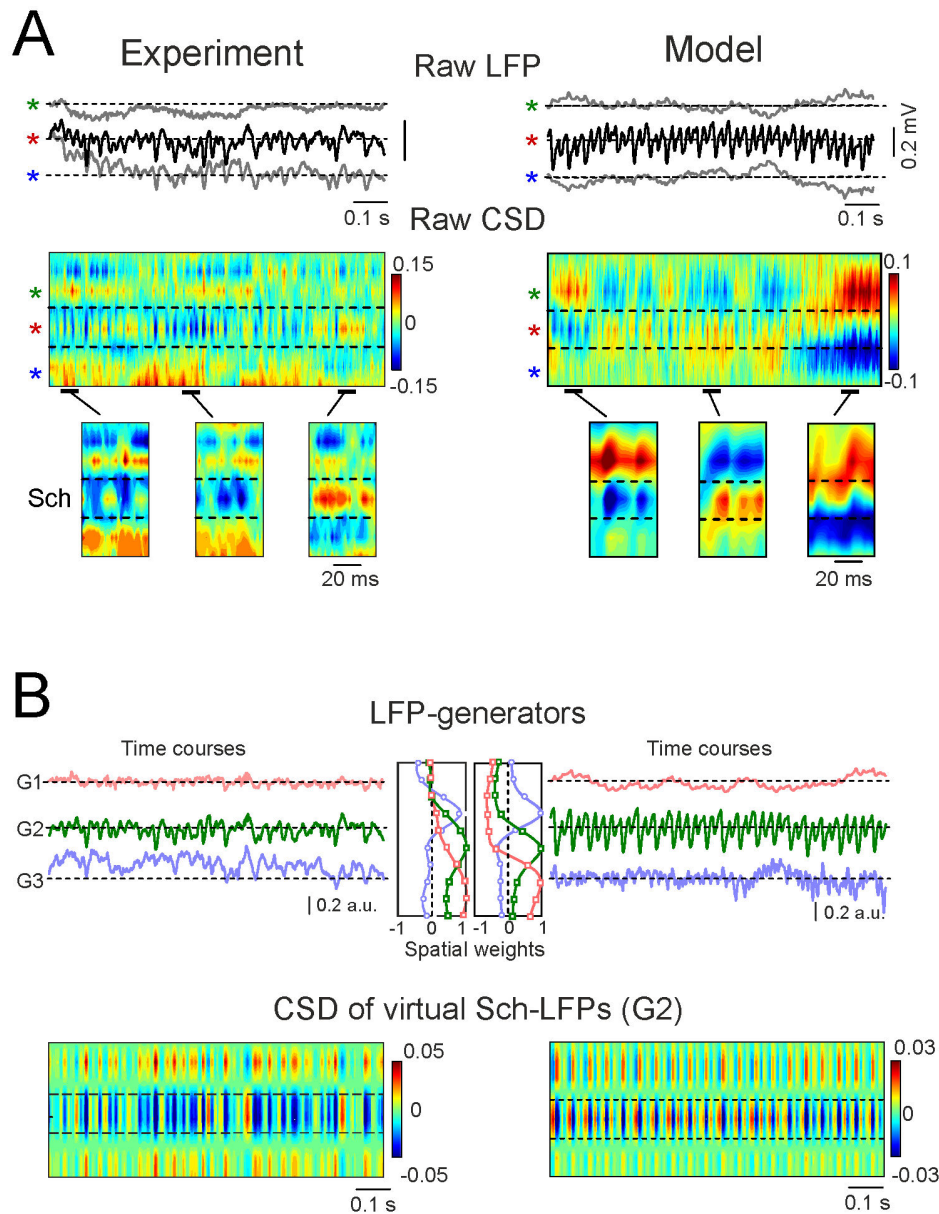 A
Experiment
Raw LFP
Model
*
*
*
*
*
*
0.2 mV
0.1 s
0.1 s
Raw CSD
0.15
0
-0.15
0.1
-0.1
*
*
*
*
*
*
Sch
20 ms
20 ms
B
LFP-generators
Time courses
Time courses
G1
G2
G3
0.2 a.u.
0.2 a.u.
-1 0 1
-1 0 1
Spatial weights
CSD of virtual Sch-LFPs (G2)
0.05
0
-0.05
0.03
0
-0.03
0.1 s
0.1 s